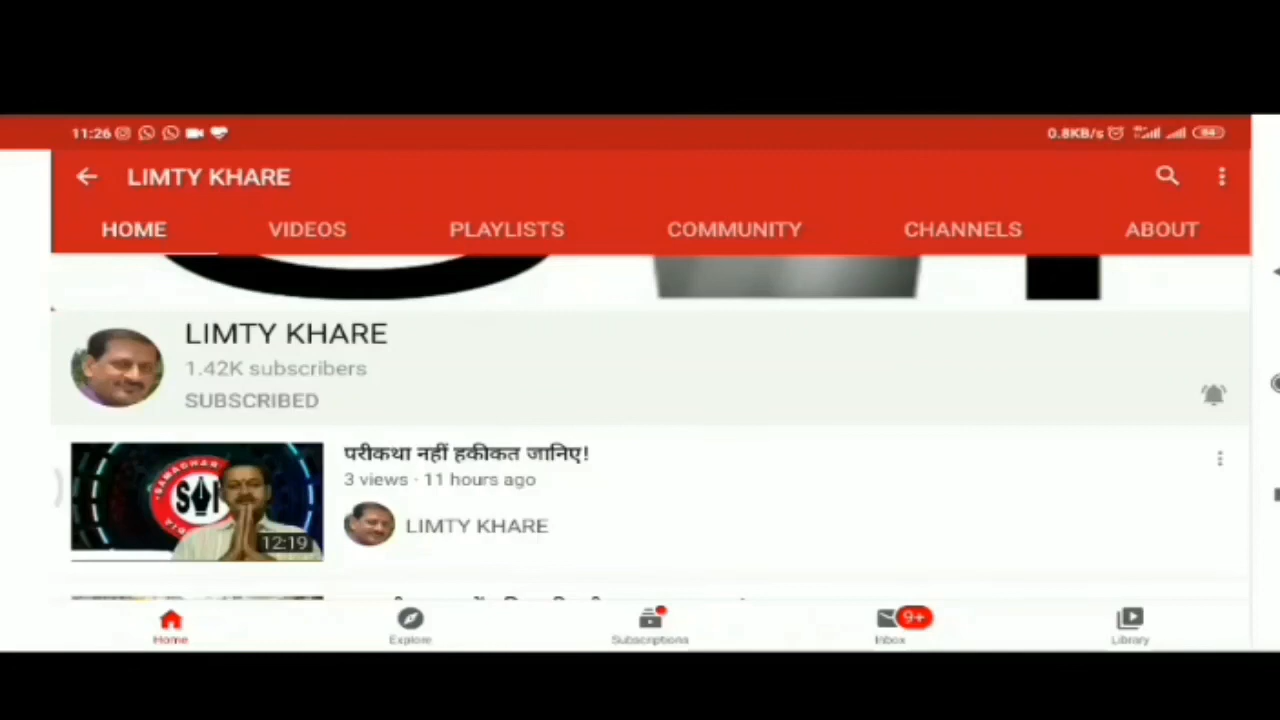 11:26 0.8KB/s 84
LIMTY KHARE
HOME VIDEOS PLAYLISTS COMMUNITY CHANNELS ABOUT
LIMTY KHARE
1.42K subscribers
SUBSCRIBED
परीकथा नहीं हकीकत जानिए!
3 views · 11 hours ago
LIMTY KHARE
12:19
Home Explore Subscriptions 9+ Inbox Library